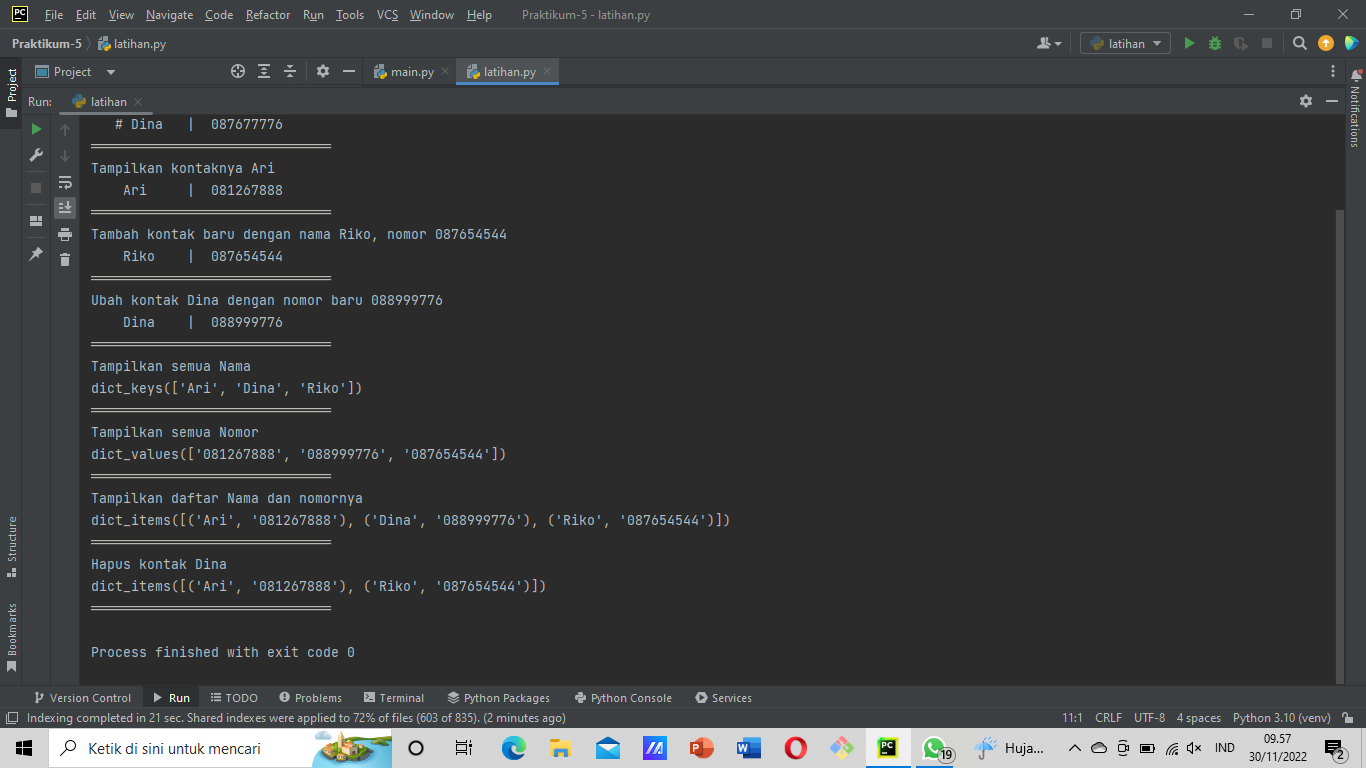 PC File Edit View Navigate Code Refactor Run Tools VCS Window Help Praktikum-5 - latihan.py
Praktikum-5 latihan.py latihan
Project main.py latihan.py
Project
Run: latihan
Notifications
# Dina | 087677776
==============================
Tampilkan kontaknya Ari
Ari | 081267888
==============================
Tambah kontak baru dengan nama Riko, nomor 087654544
Riko | 087654544
==============================
Ubah kontak Dina dengan nomor baru 088999776
Dina | 088999776
==============================
Tampilkan semua Nama
dict_keys(['Ari', 'Dina', 'Riko'])
==============================
Tampilkan semua Nomor
dict_values(['081267888', '088999776', '087654544'])
==============================
Tampilkan daftar Nama dan nomornya
dict_items([('Ari', '081267888'), ('Dina', '088999776'), ('Riko', '087654544')])
==============================
Hapus kontak Dina
dict_items([('Ari', '081267888'), ('Riko', '087654544')])
==============================
Process finished with exit code 0
Structure
Bookmarks
Version Control Run TODO Problems Terminal Python Packages Python Console Services
Indexing completed in 21 sec. Shared indexes were applied to 72% of files (603 of 835). (2 minutes ago) 11:1 CRLF UTF-8 4 spaces Python 3.10 (venv)
Ketik di sini untuk mencari 19 Huja... IND 09.57
30/11/2022 2